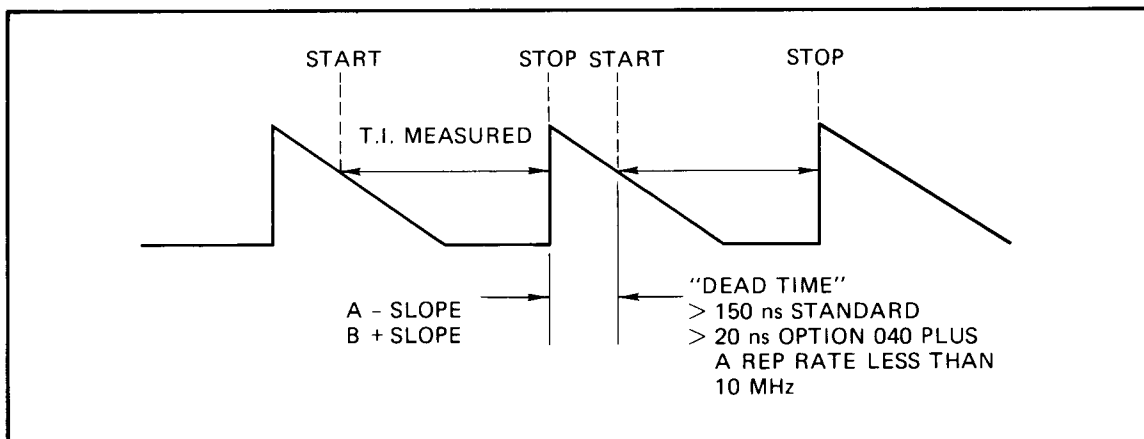 START STOP START STOP
T.I. MEASURED
A – SLOPE
B + SLOPE
"DEAD TIME"
> 150 ns STANDARD
> 20 ns OPTION 040 PLUS
A REP RATE LESS THAN
10 MHz